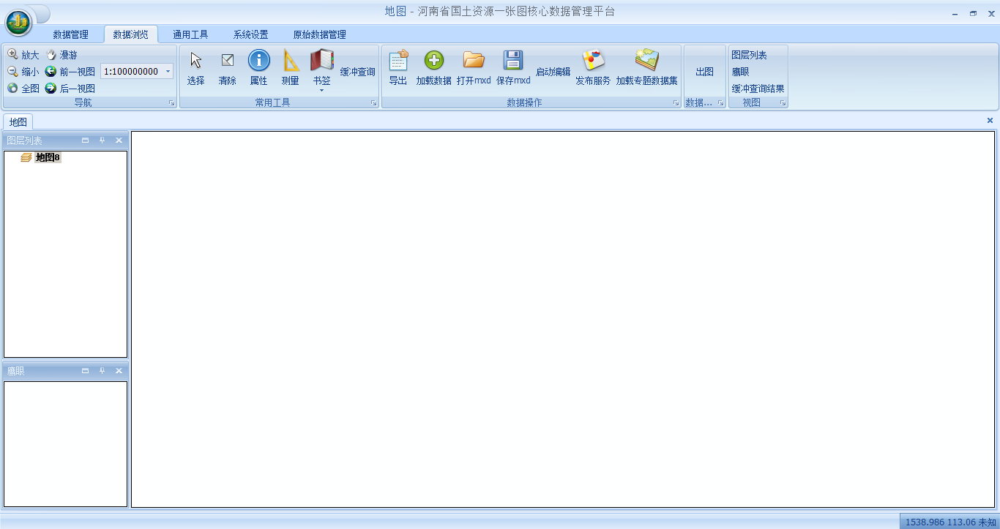 地图 - 河南省国土资源一张图核心数据管理平台
数据管理 数据浏览 通用工具 系统设置 原始数据管理
放大 漫游
缩小 前一视图 1:100000000
全图 后一视图
导航
选择 清除 属性 测量 书签 缓冲查询
常用工具
导出 加载数据 打开mxd 保存mxd 启动编辑 发布服务 加载专题数据集
数据操作
出图
数据...
图层列表
鹰眼
缓冲查询结果
视图
地图
图层列表
地图8
鹰眼
1538.986 113.06 未知